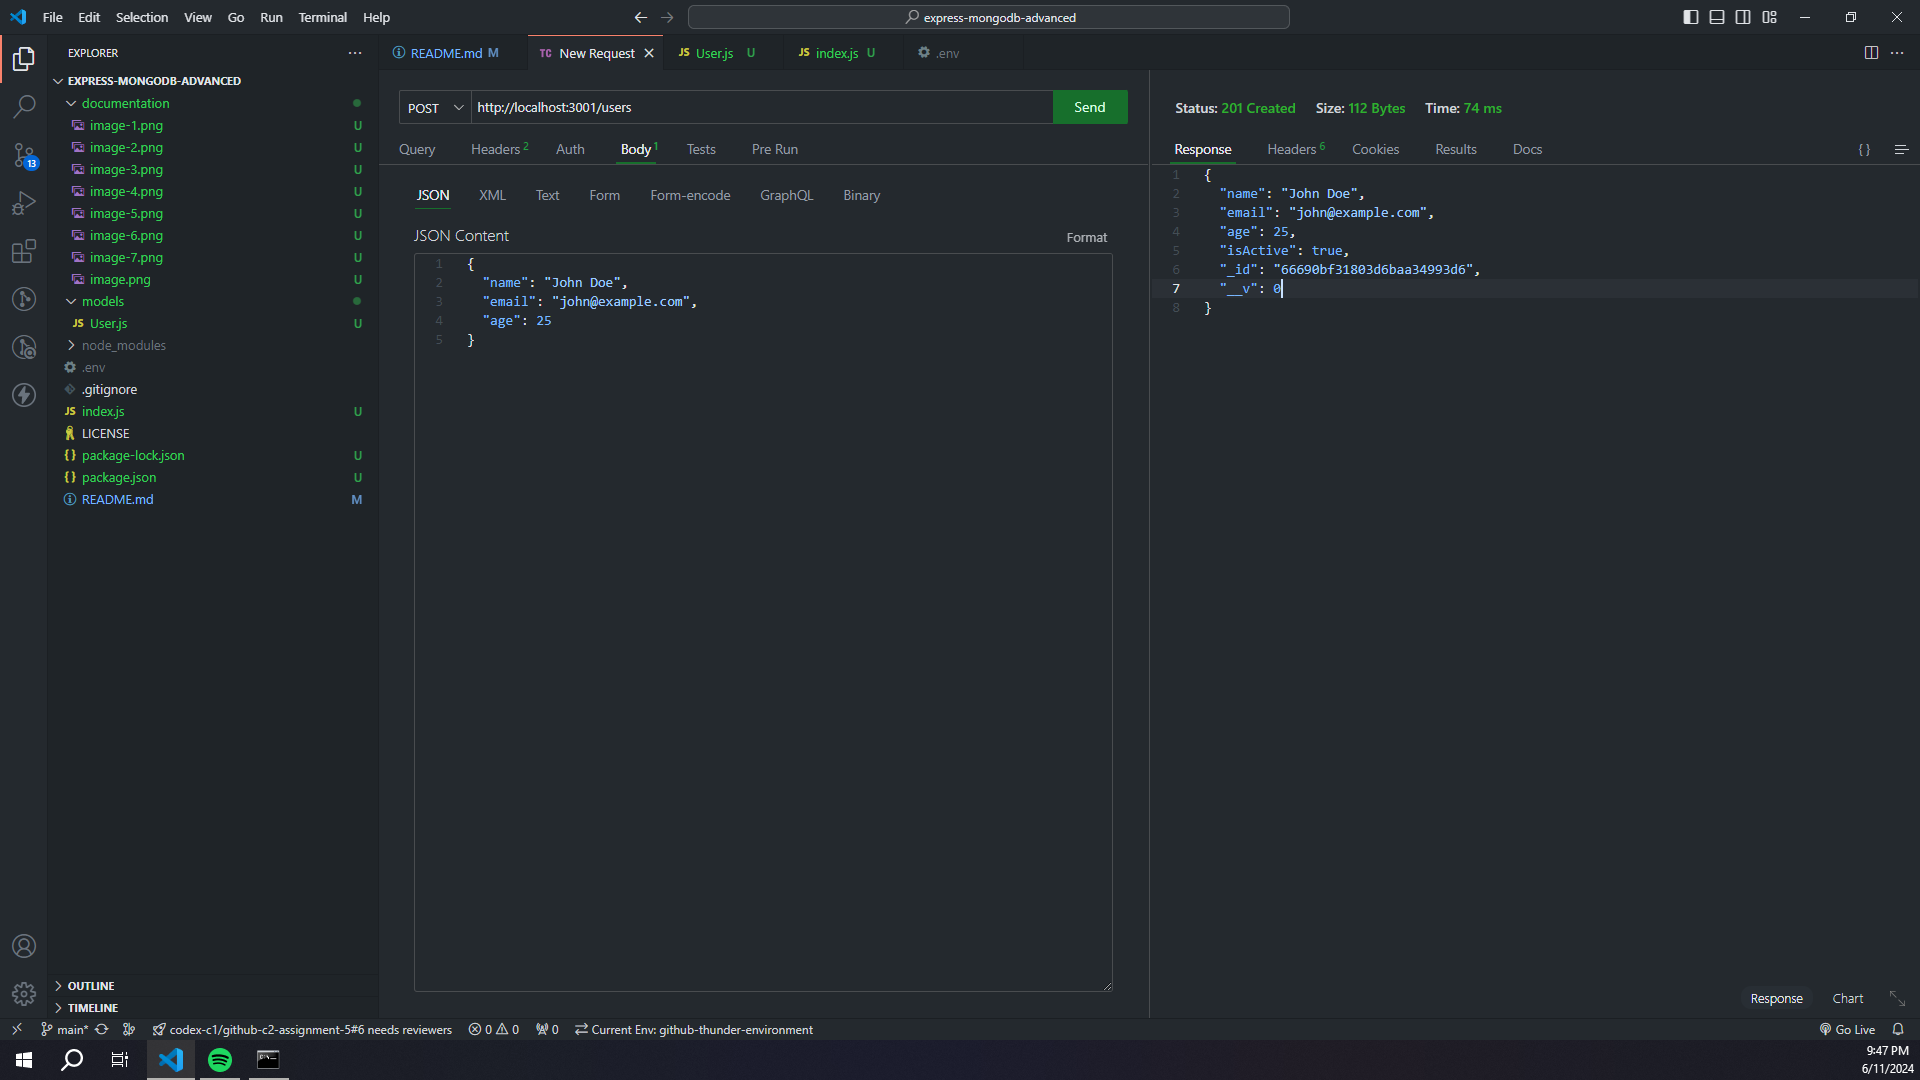 File Edit Selection View Go Run Terminal Help
express-mongodb-advanced
EXPLORER
EXPRESS-MONGODB-ADVANCED
documentation
image-1.png U
image-2.png U
image-3.png U
image-4.png U
image-5.png U
image-6.png U
image-7.png U
image.png U
models
JS User.js U
node_modules
.env
.gitignore
JS index.js U
LICENSE
{} package-lock.json U
{} package.json U
README.md M
OUTLINE
TIMELINE
13
README.md M
TC New Request
JS User.js U
JS index.js U
.env
POST http://localhost:3001/users Send
Query Headers 2 Auth Body 1 Tests Pre Run
JSON XML Text Form Form-encode GraphQL Binary
JSON Content
Format
1 {
2 "name": "John Doe",
3 "email": "john@example.com",
4 "age": 25
5 }
Status: 201 Created Size: 112 Bytes Time: 74 ms
Response Headers 6 Cookies Results Docs { }
1 {
2 "name": "John Doe",
3 "email": "john@example.com",
4 "age": 25,
5 "isActive": true,
6 "_id": "66690bf31803d6baa34993d6",
7 "__v": 0
8 }
Response Chart
main* codex-c1/github-c2-assignment-5#6 needs reviewers 0 0 0 Current Env: github-thunder-environment Go Live
9:47 PM
6/11/2024